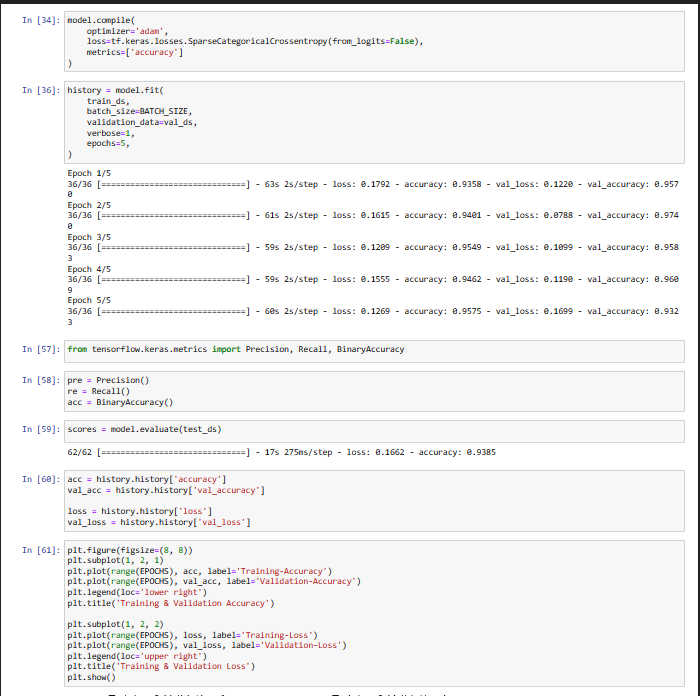 In [34]: model.compile(
optimizer='adam',
loss=tf.keras.losses.SparseCategoricalCrossentropy(from_logits=False),
metrics=['accuracy']
)
In [36]: history = model.fit(
train_ds,
batch_size=BATCH_SIZE,
validation_data=val_ds,
verbose=1,
epochs=5,
)
Epoch 1/5
36/36 [==============================] - 63s 2s/step - loss: 0.1792 - accuracy: 0.9358 - val_loss: 0.1220 - val_accuracy: 0.957
0
Epoch 2/5
36/36 [==============================] - 61s 2s/step - loss: 0.1615 - accuracy: 0.9401 - val_loss: 0.0788 - val_accuracy: 0.974
0
Epoch 3/5
36/36 [==============================] - 59s 2s/step - loss: 0.1209 - accuracy: 0.9549 - val_loss: 0.1099 - val_accuracy: 0.958
3
Epoch 4/5
36/36 [==============================] - 59s 2s/step - loss: 0.1555 - accuracy: 0.9462 - val_loss: 0.1190 - val_accuracy: 0.960
9
Epoch 5/5
36/36 [==============================] - 60s 2s/step - loss: 0.1269 - accuracy: 0.9575 - val_loss: 0.1699 - val_accuracy: 0.932
3
In [57]: from tensorflow.keras.metrics import Precision, Recall, BinaryAccuracy
In [58]: pre = Precision()
re = Recall()
acc = BinaryAccuracy()
In [59]: scores = model.evaluate(test_ds)
62/62 [==============================] - 17s 275ms/step - loss: 0.1662 - accuracy: 0.9385
In [60]: acc = history.history['accuracy']
val_acc = history.history['val_accuracy']
loss = history.history['loss']
val_loss = history.history['val_loss']
In [61]: plt.figure(figsize=(8, 8))
plt.subplot(1, 2, 1)
plt.plot(range(EPOCHS), acc, label='Training-Accuracy')
plt.plot(range(EPOCHS), val_acc, label='Validation-Accuracy')
plt.legend(loc='lower right')
plt.title('Training & Validation Accuracy')
plt.subplot(1, 2, 2)
plt.plot(range(EPOCHS), loss, label='Training-Loss')
plt.plot(range(EPOCHS), val_loss, label='Validation-Loss')
plt.legend(loc='upper right')
plt.title('Training & Validation Loss')
plt.show()